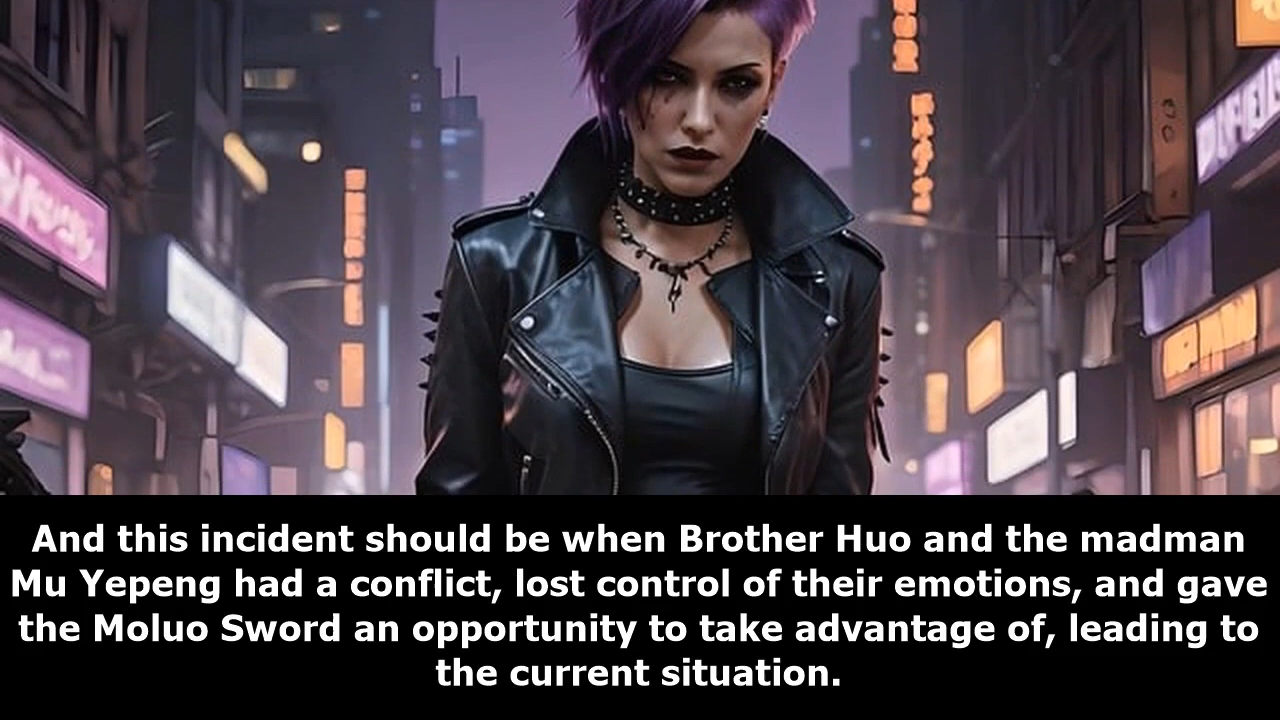 And this incident should be when Brother Huo and the madman
Mu Yepeng had a conflict, lost control of their emotions, and gave
the Moluo Sword an opportunity to take advantage of, leading to
the current situation.